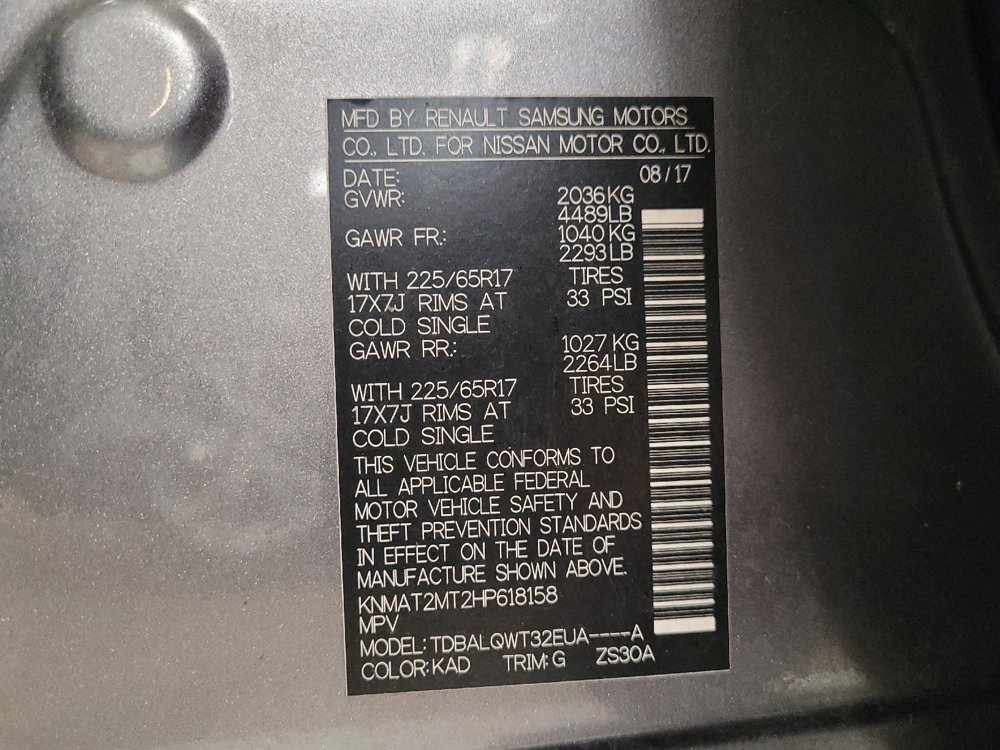 MFD BY RENAULT SAMSUNG MOTORS
CO., LTD. FOR NISSAN MOTOR CO., LTD.
DATE: 08/17
GVWR: 2036KG
4489LB
GAWR FR.: 1040KG
2293LB
WITH 225/65R17 TIRES
17X7J RIMS AT 33 PSI
COLD SINGLE
GAWR RR.: 1027 KG
2264LB
WITH 225/65R17 TIRES
17X7J RIMS AT 33 PSI
COLD SINGLE
THIS VEHICLE CONFORMS TO
ALL APPLICABLE FEDERAL
MOTOR VEHICLE SAFETY AND
THEFT PREVENTION STANDARDS
IN EFFECT ON THE DATE OF
MANUFACTURE SHOWN ABOVE.
KNMAT2MT2HP618158
MPV
MODEL: TDBALQWT32EUA----A
COLOR: KAD TRIM: G ZS30A